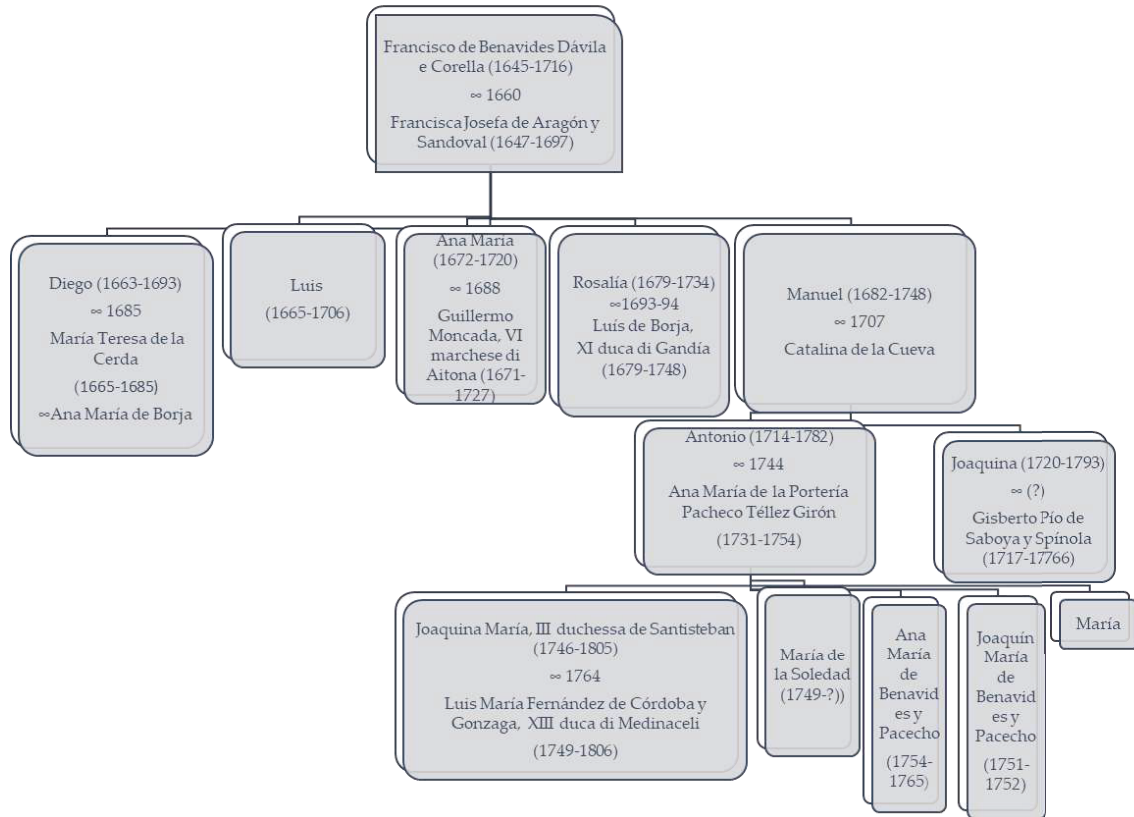 Francisco de Benavides Dávila
e Corella (1645-1716)
∞ 1660
Francisca Josefa de Aragón y
Sandoval (1647-1697)
Diego (1663-1693)
∞ 1685
María Teresa de la
Cerda
(1665-1685)
∞Ana María de Borja
Luis
(1665-1706)
Ana María
(1672-1720)
∞ 1688
Guillermo
Moncada, VI
marchese di
Aitona (1671-
1727)
Rosalía (1679-1734)
∞1693-94
Luís de Borja,
XI duca di Gandía
(1679-1748)
Manuel (1682-1748)
∞ 1707
Catalina de la Cueva
Antonio (1714-1782)
∞ 1744
Ana María de la Portería
Pacheco Téllez Girón
(1731-1754)
Joaquina (1720-1793)
∞ (?)
Gisberto Pío de
Saboya y Spínola
(1717-17766)
Joaquina María, III duchessa de Santisteban
(1746-1805)
∞ 1764
Luis María Fernández de Córdoba y
Gonzaga, XIII duca di Medinaceli
(1749-1806)
María de
la Soledad
(1749-?))
Ana
María
de
Benavid
es y
Pacecho
(1754-
1765)
Joaquín
María
de
Benavid
es y
Pacecho
(1751-
1752)
María